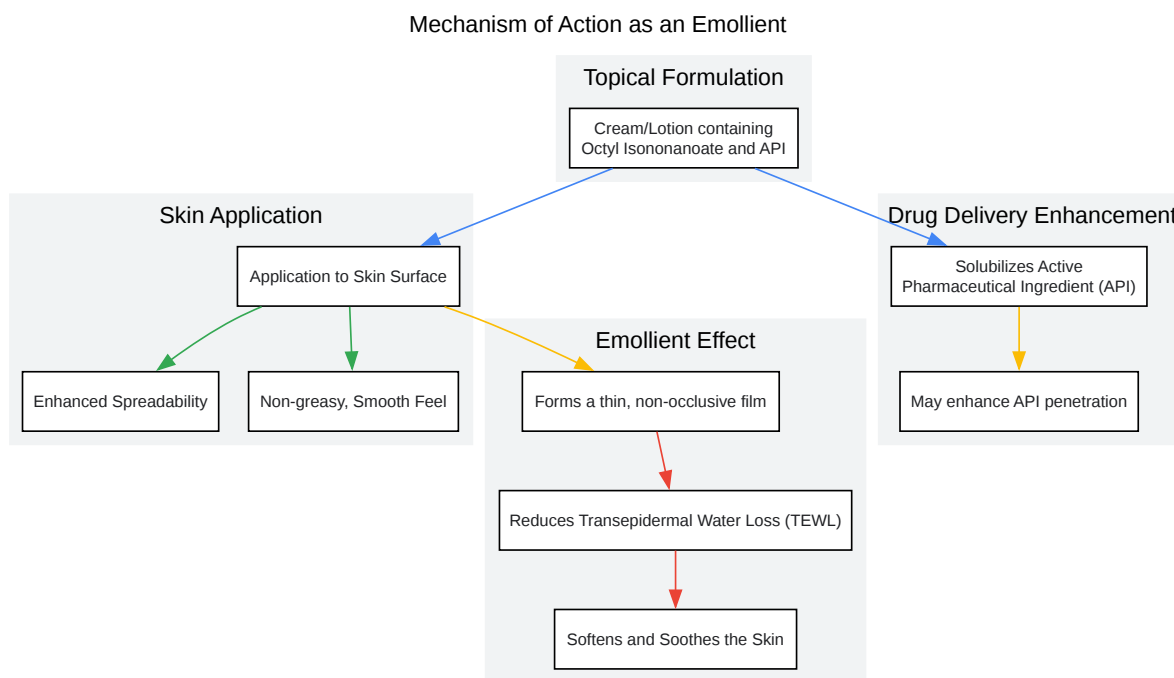 Mechanism of Action as an Emollient
Topical Formulation
Cream/Lotion containing
Octyl Isononanoate and API
Skin Application
Application to Skin Surface
Enhanced Spreadability
Non-greasy, Smooth Feel
Emollient Effect
Forms a thin, non-occlusive film
Reduces Transepidermal Water Loss (TEWL)
Softens and Soothes the Skin
Drug Delivery Enhancement
Solubilizes Active
Pharmaceutical Ingredient (API)
May enhance API penetration